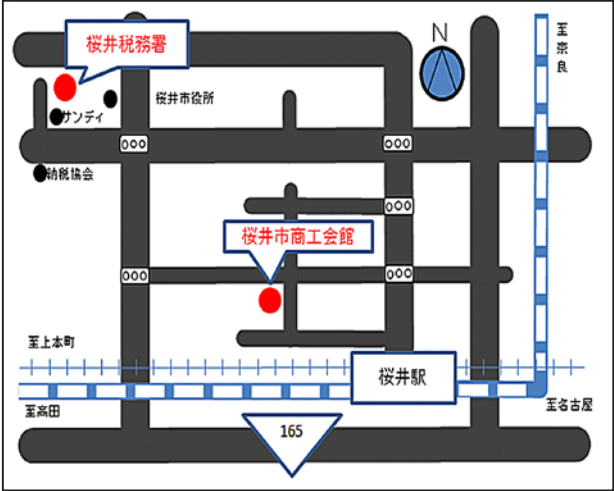 桜井税務署
N
至奈良
桜井市役所
サンディ
納税協会
桜井市商工会館
至上本町
桜井駅
至高田
至名古屋
165